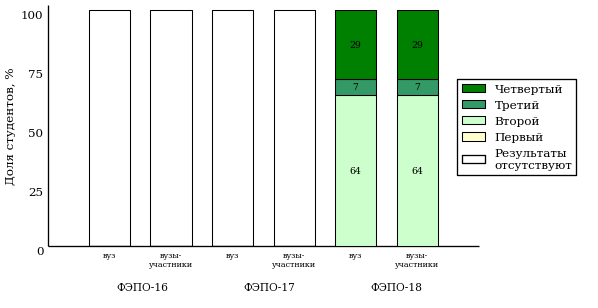 100
75
50
25
0
Доля студентов, %
29
29
7
7
64
64
Четвертый
Третий
Второй
Первый
Результаты
отсутствуют
вуз
вузы-
участники
вуз
вузы-
участники
вуз
вузы-
участники
ФЭПО-16
ФЭПО-17
ФЭПО-18